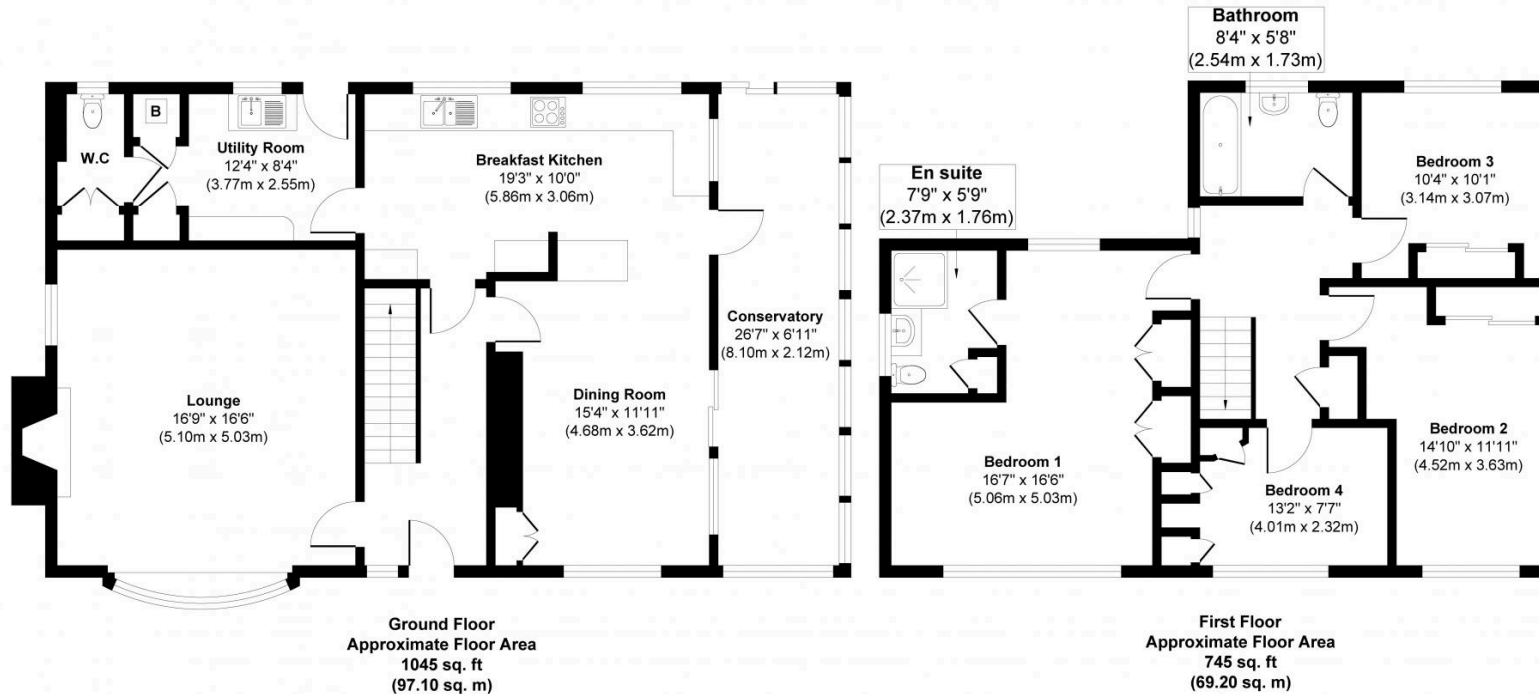 W.C
B
Utility Room
12'4" x 8'4"
(3.77m x 2.55m)
Breakfast Kitchen
19'3" x 10'0"
(5.86m x 3.06m)
Lounge
16'9" x 16'6"
(5.10m x 5.03m)
Dining Room
15'4" x 11'11"
(4.68m x 3.62m)
Conservatory
26'7" x 6'11"
(8.10m x 2.12m)
Ground Floor
Approximate Floor Area
1045 sq. ft
(97.10 sq. m)
Bathroom
8'4" x 5'8"
(2.54m x 1.73m)
En suite
7'9" x 5'9"
(2.37m x 1.76m)
Bedroom 3
10'4" x 10'1"
(3.14m x 3.07m)
Bedroom 1
16'7" x 16'6"
(5.06m x 5.03m)
Bedroom 4
13'2" x 7'7"
(4.01m x 2.32m)
Bedroom 2
14'10" x 11'11"
(4.52m x 3.63m)
First Floor
Approximate Floor Area
745 sq. ft
(69.20 sq. m)